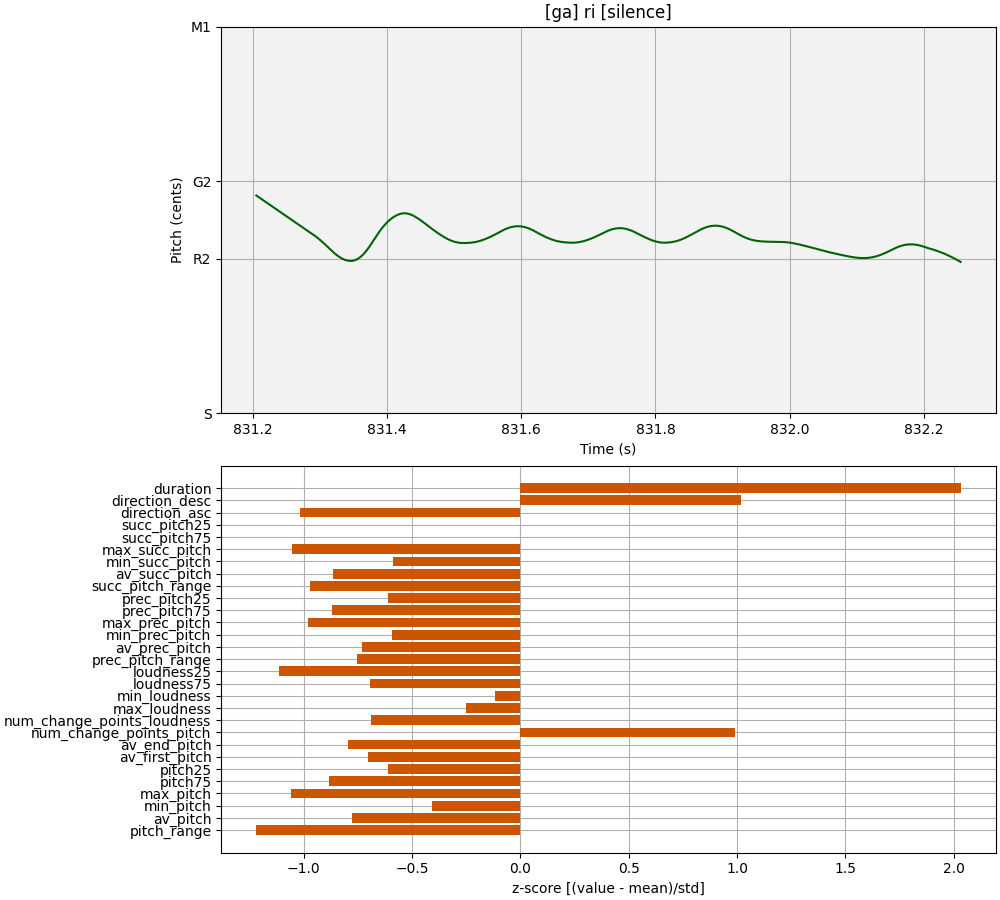 [ga] ri [silence]
M1
G2
R2
S
Pitch (cents)
831.2 831.4 831.6 831.8 832.0 832.2
Time (s)
duration
direction_desc
direction_asc
succ_pitch25
succ_pitch75
max_succ_pitch
min_succ_pitch
av_succ_pitch
succ_pitch_range
prec_pitch25
prec_pitch75
max_prec_pitch
min_prec_pitch
av_prec_pitch
prec_pitch_range
loudness25
loudness75
min_loudness
max_loudness
num_change_points_loudness
num_change_points_pitch
av_end_pitch
av_first_pitch
pitch25
pitch75
max_pitch
min_pitch
av_pitch
pitch_range
−1.0 −0.5 0.0 0.5 1.0 1.5 2.0
z-score [(value - mean)/std]